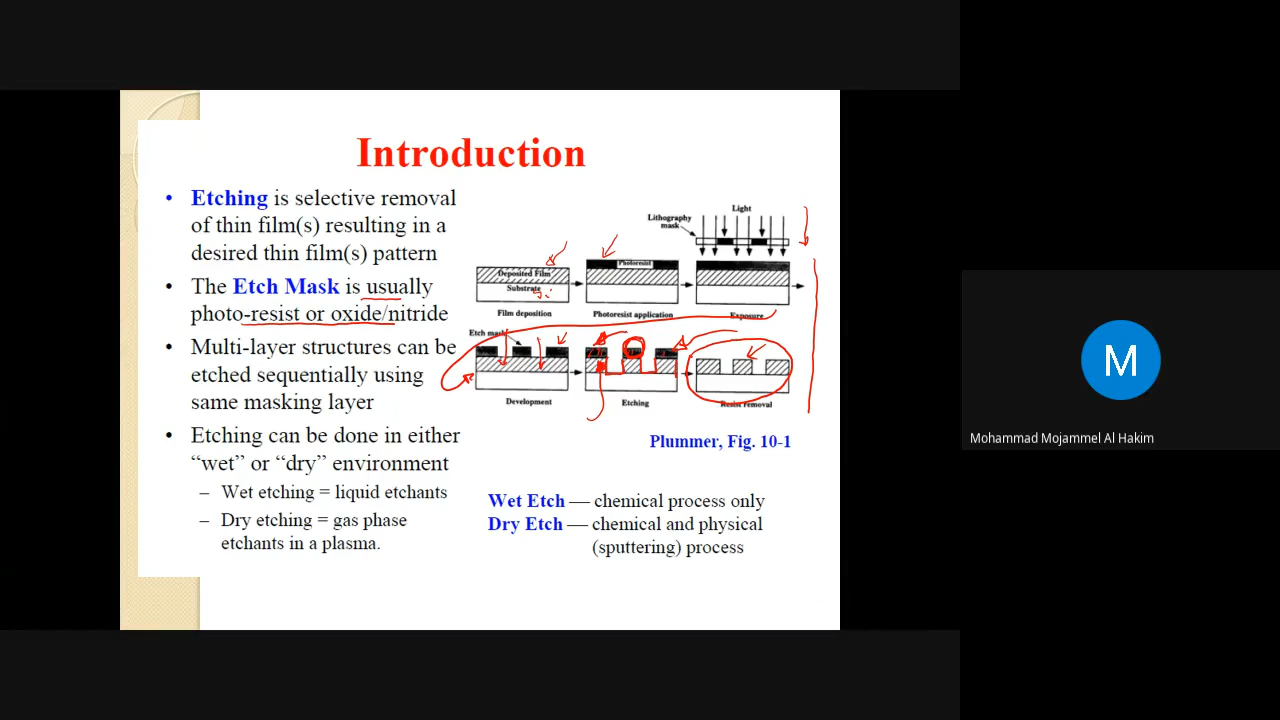 Introduction
• Etching is selective removal
of thin film(s) resulting in a
desired thin film(s) pattern
• The Etch Mask is usually
photo-resist or oxide/nitride
• Multi-layer structures can be
etched sequentially using
same masking layer
• Etching can be done in either
“wet” or “dry” environment
– Wet etching = liquid etchants
– Dry etching = gas phase
etchants in a plasma.
Light
Lithography
mask
Photoresist
Deposited Film
Substrate
Si
Film deposition
Photoresist application
Exposure
Etch mask
Development
Etching
Resist removal
Plummer, Fig. 10-1
Wet Etch — chemical process only
Dry Etch — chemical and physical
(sputtering) process
M
Mohammad Mojammel Al Hakim